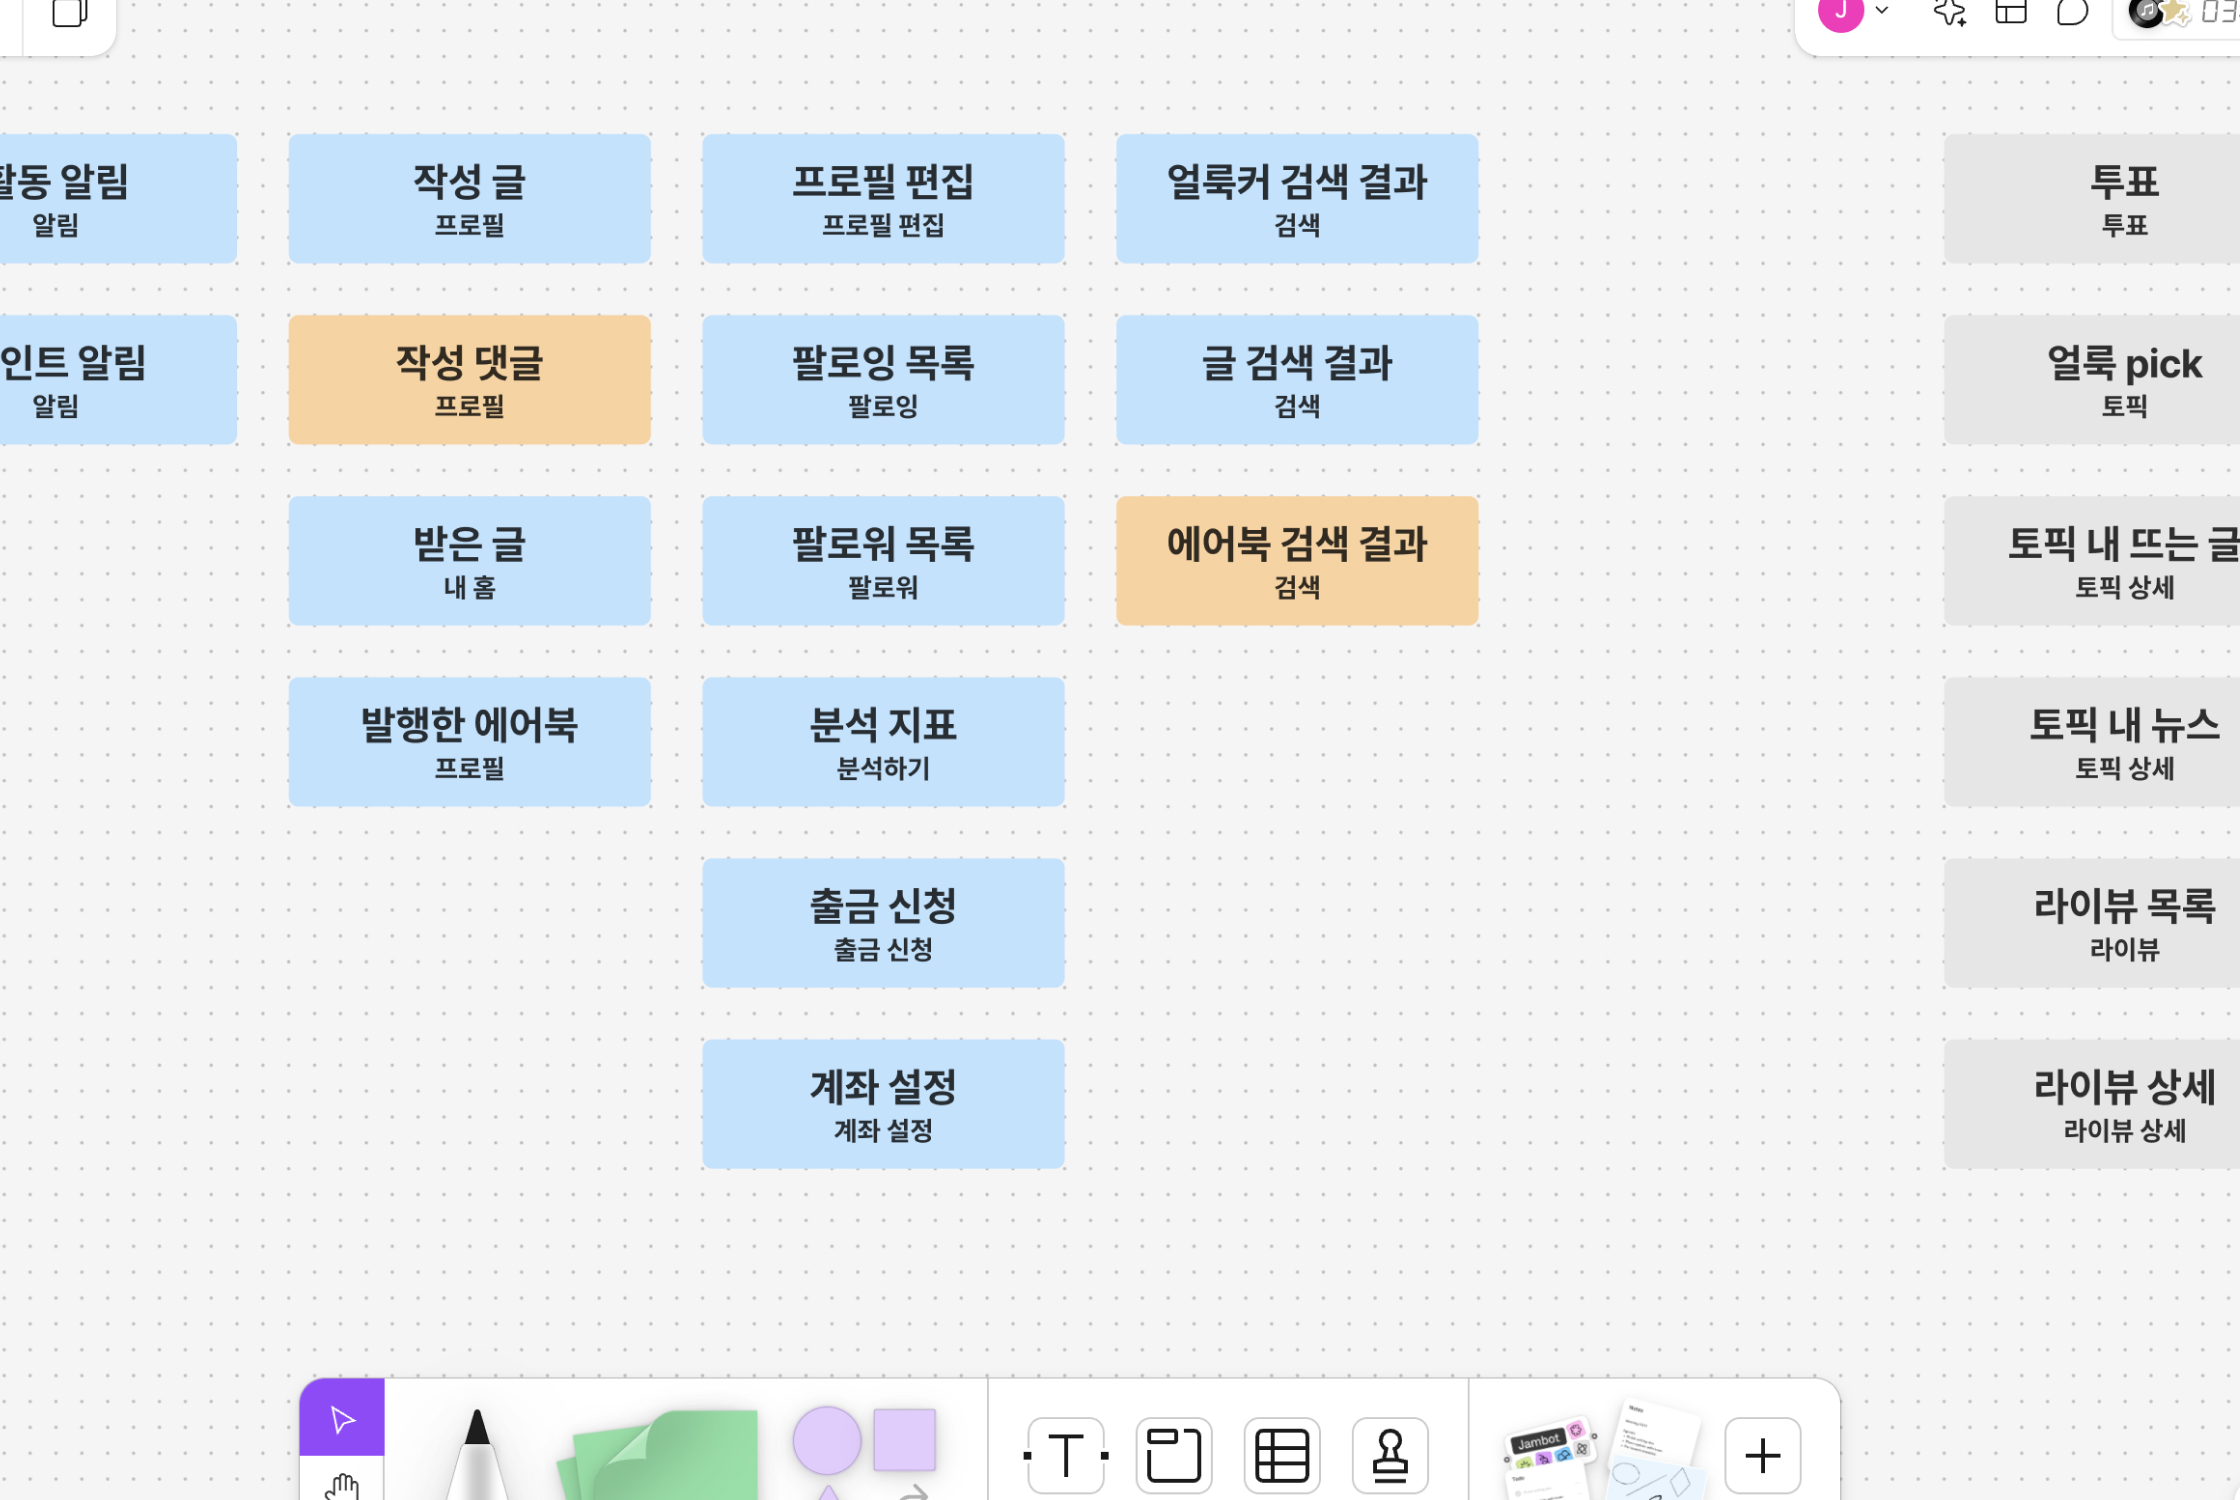 J
03
동 알림
알림
작성 글
프로필
프로필 편집
프로필 편집
얼룩커 검색 결과
검색
투표
투표
인트 알림
알림
작성 댓글
프로필
팔로잉 목록
팔로잉
글 검색 결과
검색
얼룩 pick
토픽
받은 글
내 홈
팔로워 목록
팔로워
에어북 검색 결과
검색
토픽 내 뜨는 글
토픽 상세
발행한 에어북
프로필
분석 지표
분석하기
토픽 내 뉴스
토픽 상세
출금 신청
출금 신청
라이뷰 목록
라이뷰
계좌 설정
계좌 설정
라이뷰 상세
라이뷰 상세
T
Jambot
Notes
Todo